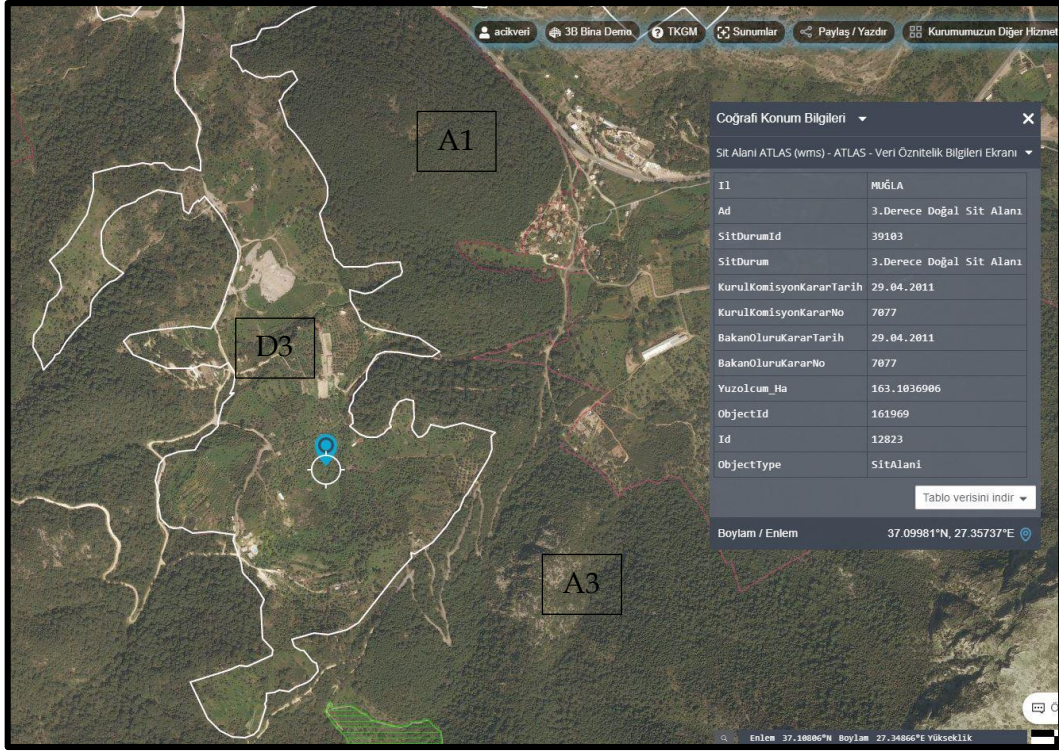 acikveri 3B Bina Demo TKGM Sunumlar Paylaş / Yazdır Kurumumuzun Diğer Hizmet
A1
Coğrafi Konum Bilgileri
Sit Alani ATLAS (wms) - ATLAS - Veri Öznitelik Bilgileri Ekranı
Il MUĞLA
Ad 3.Derece Doğal Sit Alanı
SitDurumId 39103
SitDurum 3.Derece Doğal Sit Alanı
KurulKomisyonKararTarih 29.04.2011
KurulKomisyonKararNo 7077
BakanOluruKararTarih 29.04.2011
BakanOluruKararNo 7077
Yuzolcum_Ha 163.1036906
ObjectId 161969
Id 12823
ObjectType SitAlani
Tablo verisini indir
Boylam / Enlem 37.09981°N, 27.35737°E
D3
A3
Ö
Enlem 37.10806°N Boylam 27.34866°E Yükseklik